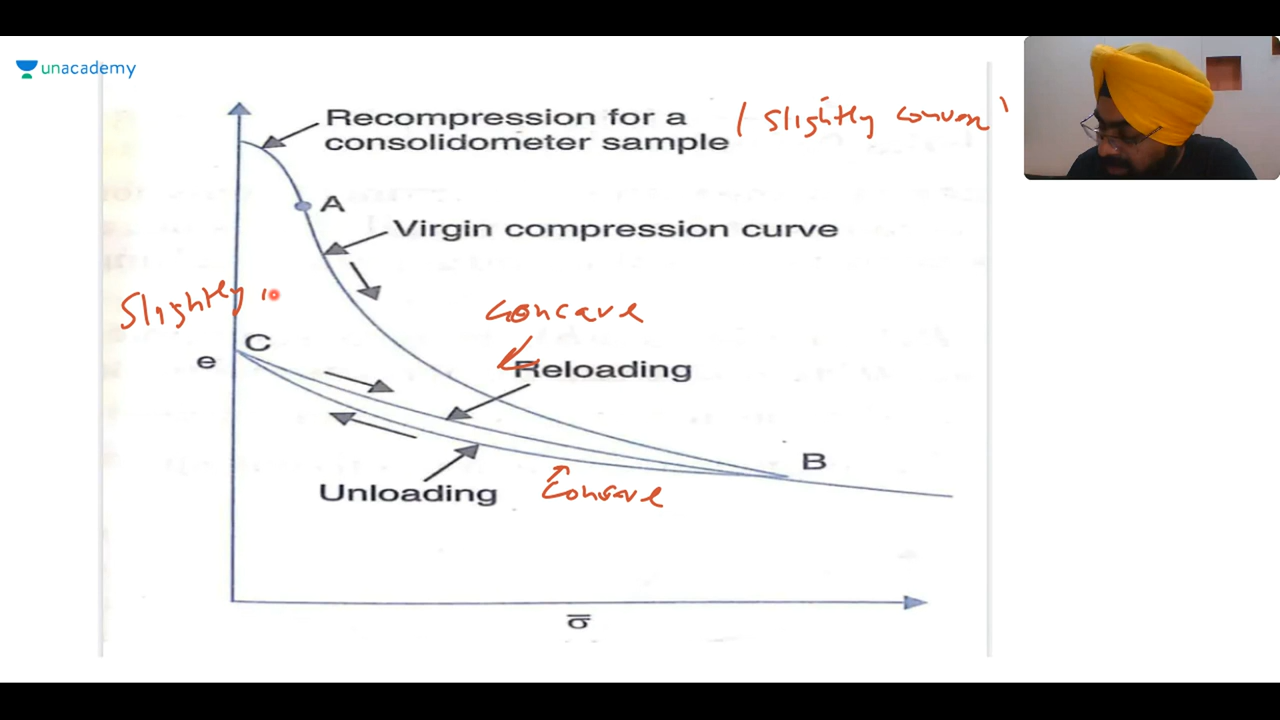 unacademy
Recompression for a
consolidometer sample
(slightly convex)
A
Virgin compression curve
Slightly
Concave
C
e
Reloading
B
Unloading
Concave
σ̅